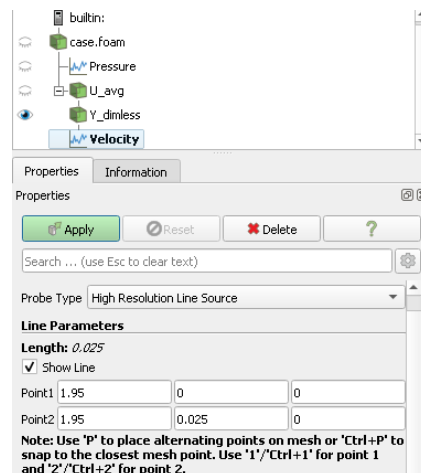 builtin:
case.foam
Pressure
U_avg
Y_dimless
Velocity
Properties Information
Properties
Apply Reset Delete ?
Search ... (use Esc to clear text)
Probe Type High Resolution Line Source
Line Parameters
Length: 0.025
Show Line
Point1 1.95 0 0
Point2 1.95 0.025 0
Note: Use 'P' to place alternating points on mesh or 'Ctrl+P' to
snap to the closest mesh point. Use '1'/'Ctrl+1' for point 1
and '2'/'Ctrl+2' for point 2.